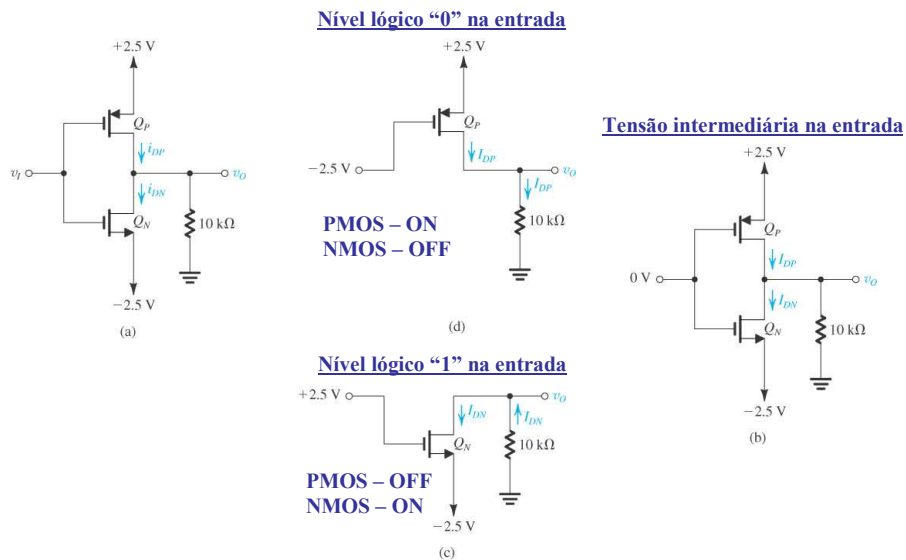 Nível lógico “0” na entrada
+2.5 V
Q_P
i_DP
v_I
v_O
i_DN
Q_N
10 kΩ
−2.5 V
(a)
+2.5 V
Q_P
−2.5 V
I_DP
v_O
I_DP
10 kΩ
PMOS – ON
NMOS – OFF
(d)
Nível lógico “1” na entrada
+2.5 V
I_DN
I_DN
v_O
Q_N
10 kΩ
PMOS – OFF
NMOS – ON
−2.5 V
(c)
Tensão intermediária na entrada
+2.5 V
Q_P
I_DP
0 V
v_O
I_DN
Q_N
10 kΩ
−2.5 V
(b)